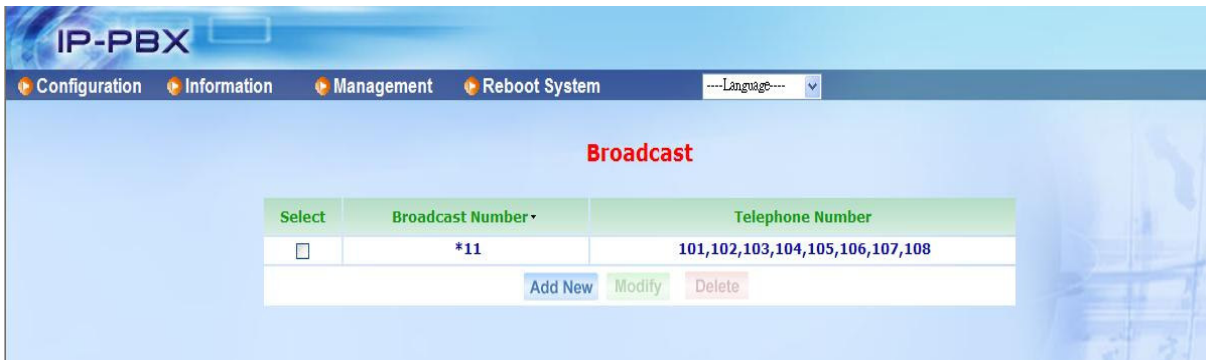 IP-PBX
Configuration Information Management Reboot System ----Language----
Broadcast
Select Broadcast Number Telephone Number
*11 101,102,103,104,105,106,107,108
Add New Modify Delete